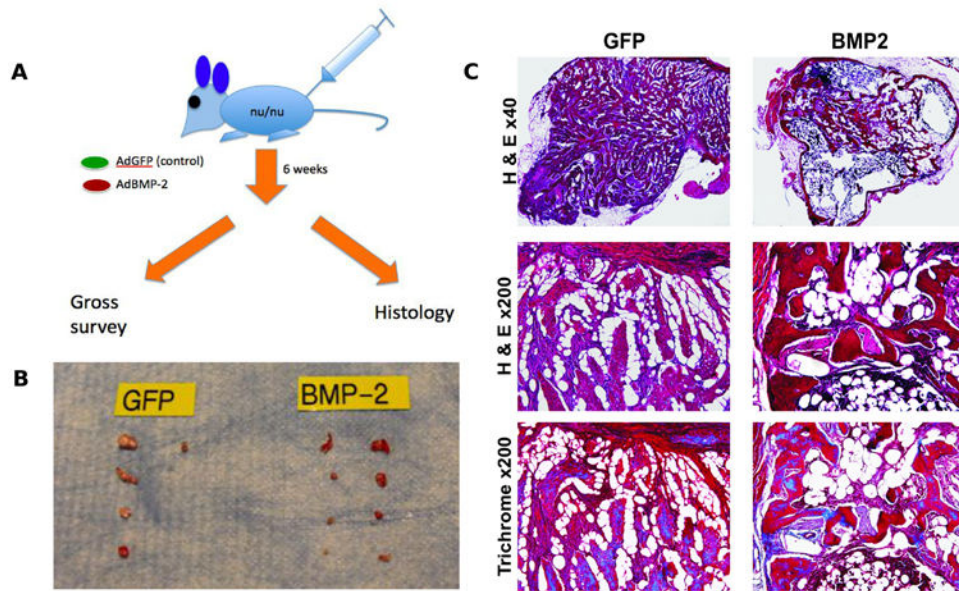 A
nu/nu
AdGFP (control)
AdBMP-2
6 weeks
Gross
survey
Histology
B
GFP
BMP-2
C
GFP
BMP2
H & E x40
H & E x200
Trichrome x200